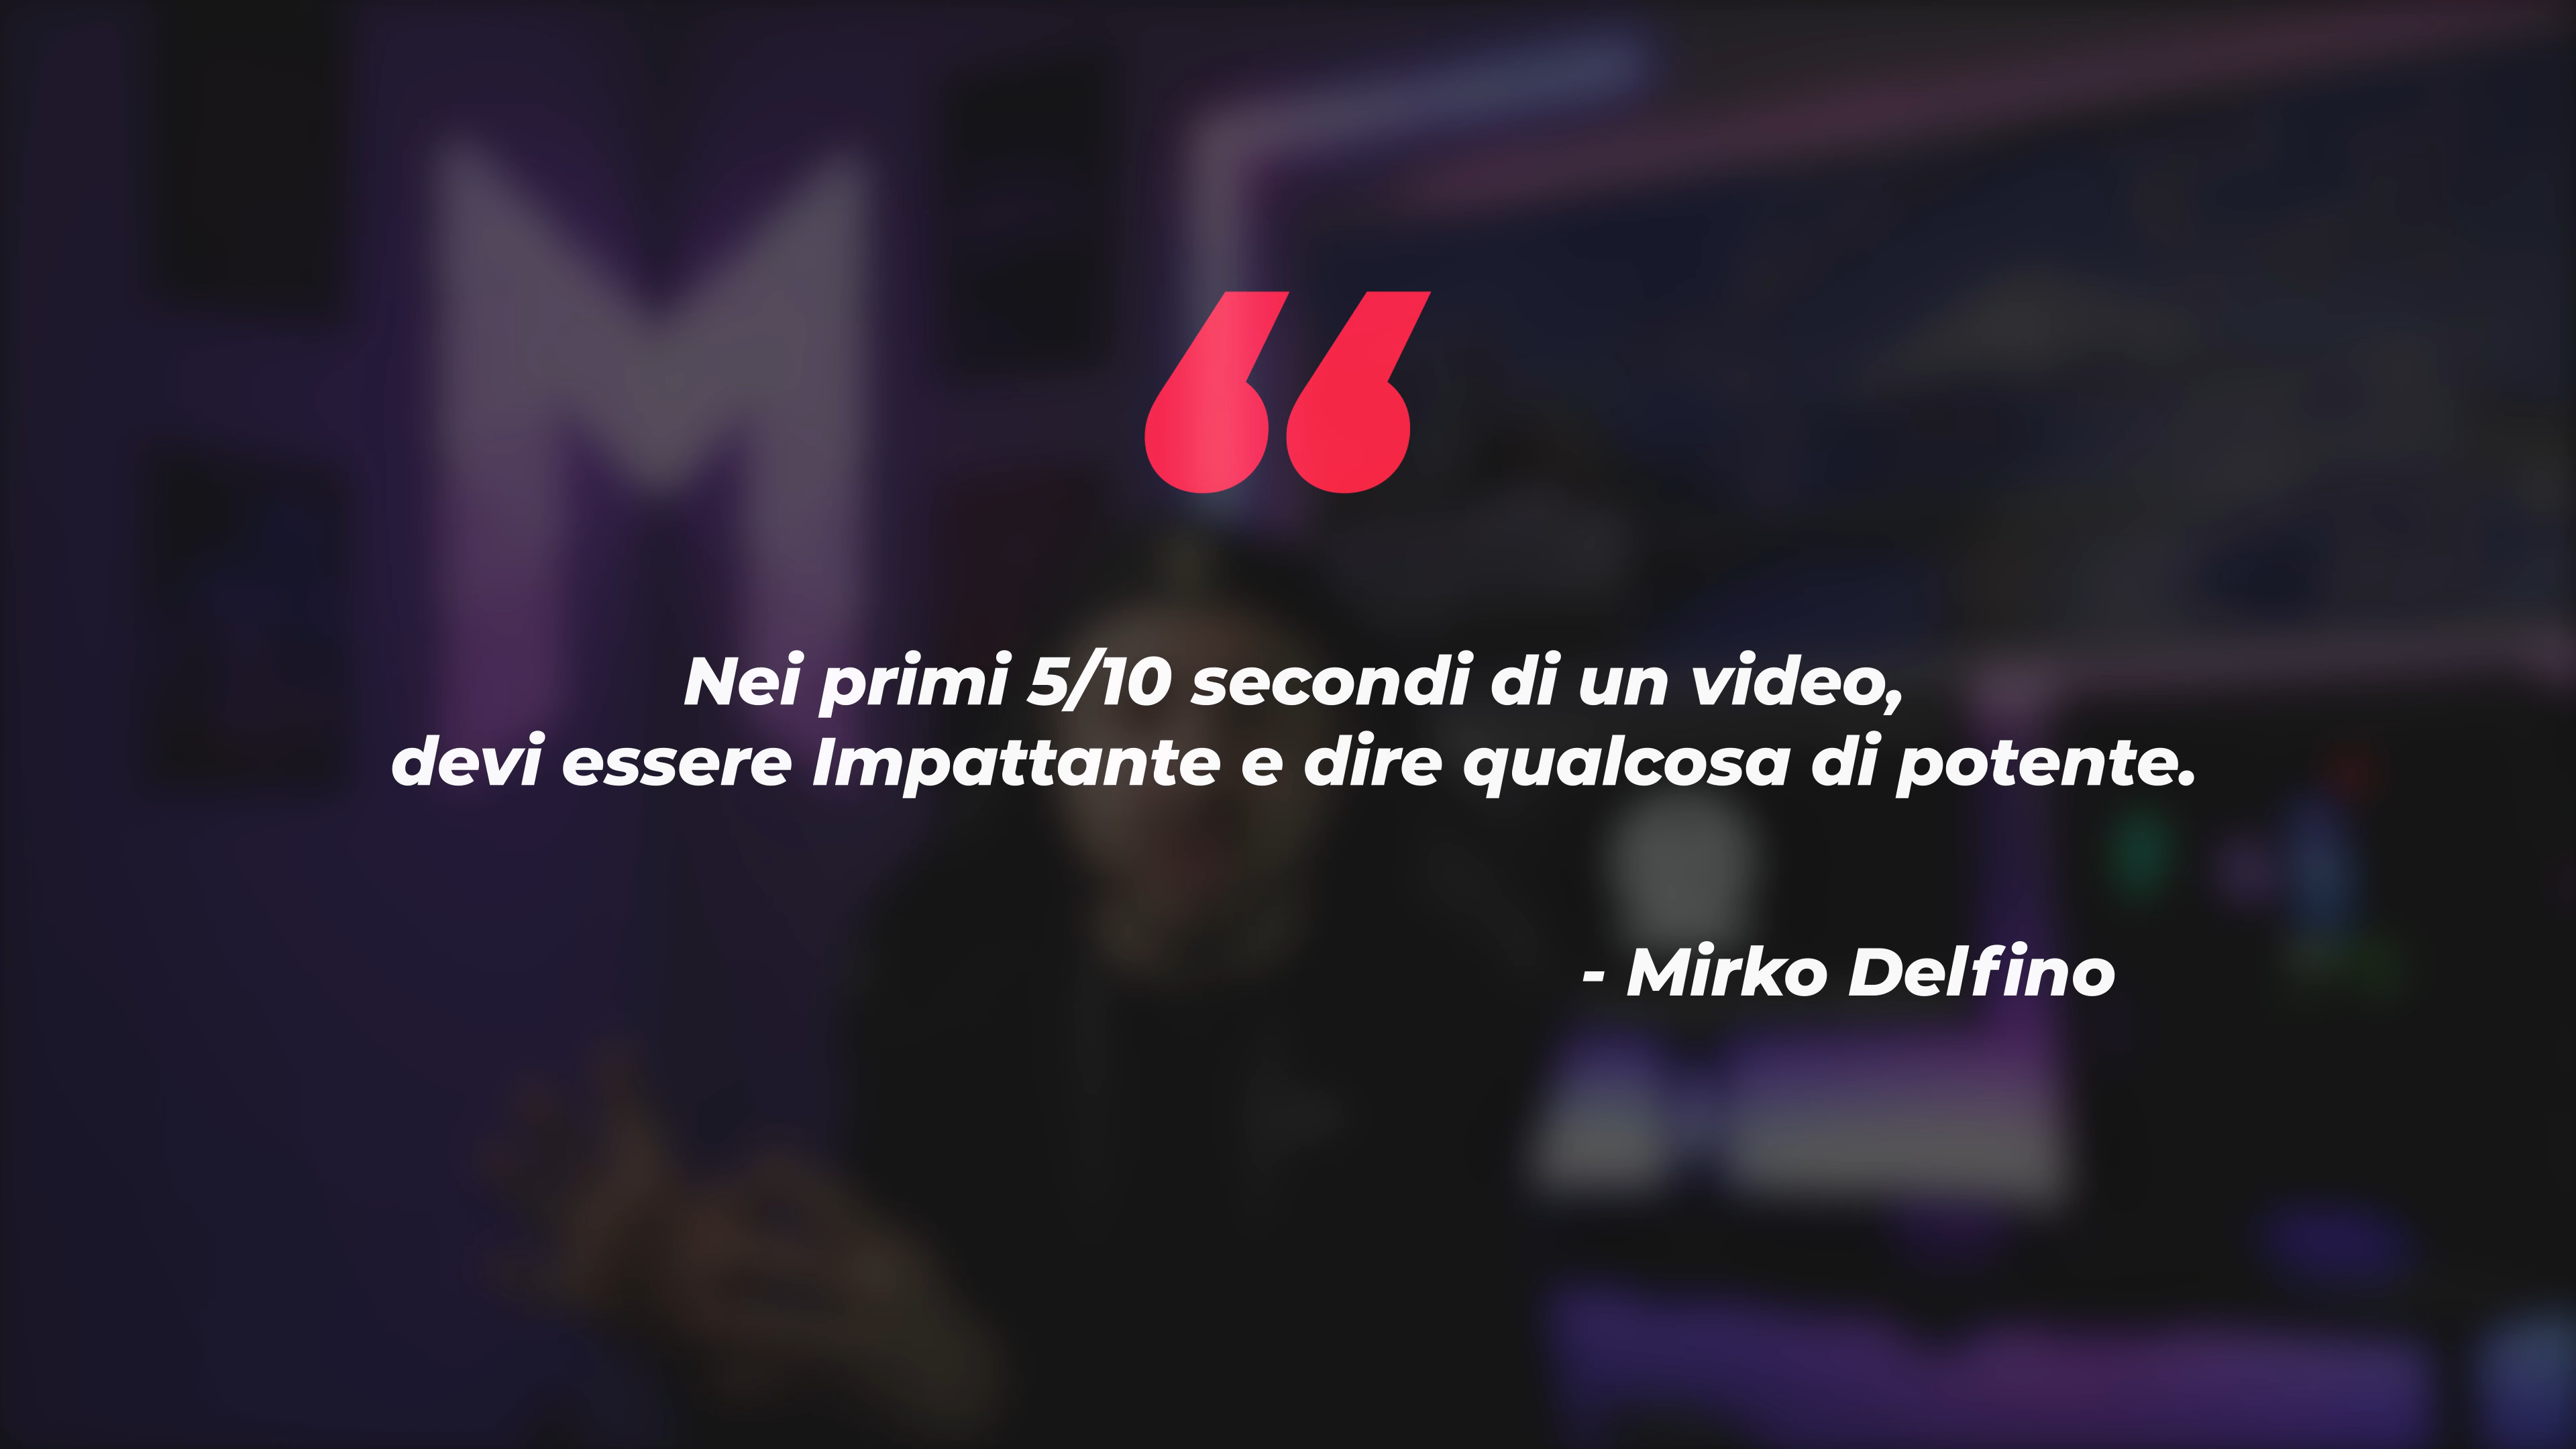 Nei primi 5/10 secondi di un video,
devi essere Impattante e dire qualcosa di potente.
- Mirko Delfino